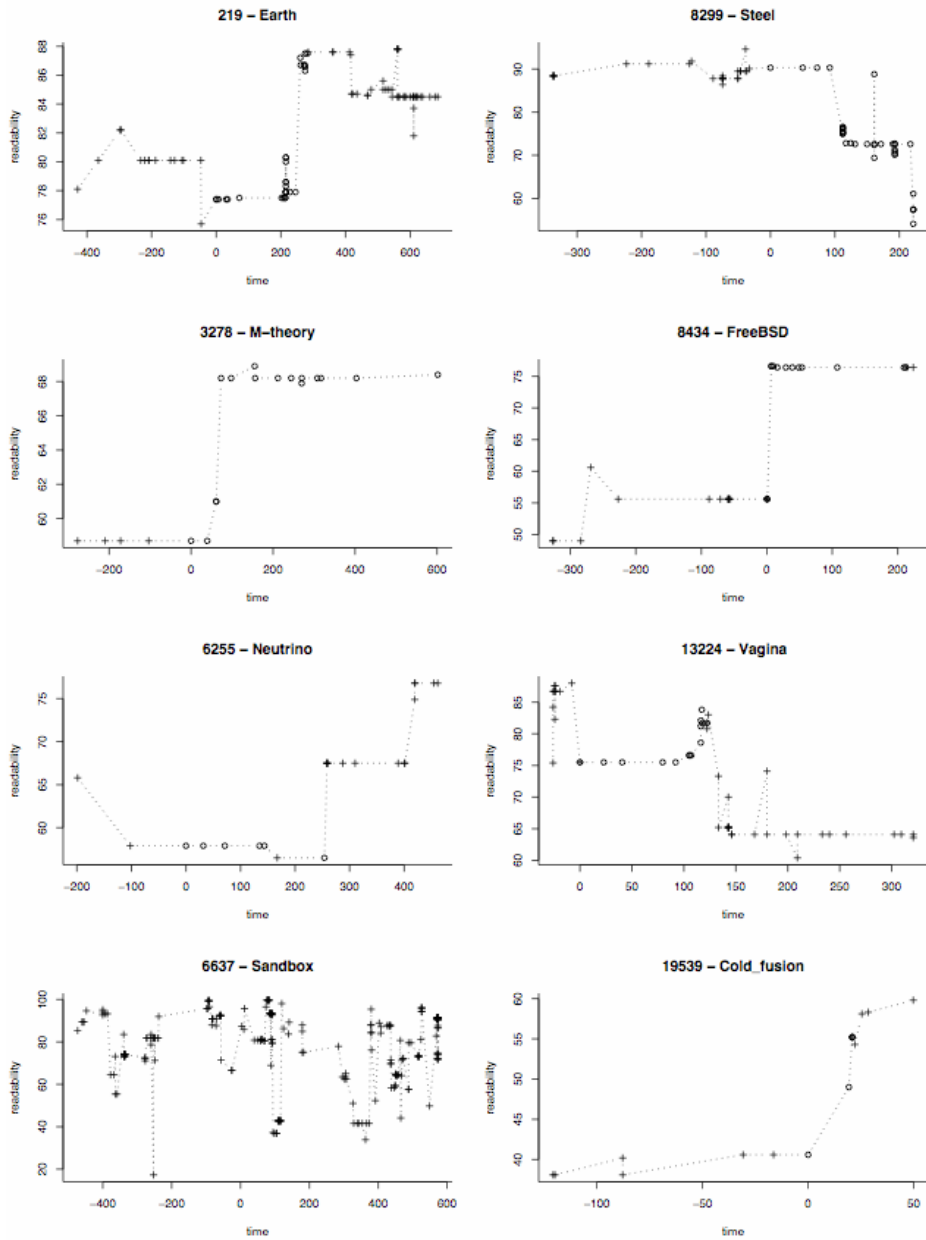 219 – Earth
readability
76 78 80 82 84 86 88
−400 −200 0 200 400 600
time
8299 – Steel
readability
60 70 80 90
−300 −200 −100 0 100 200
time
3278 – M−theory
readability
60 62 64 66 68
−200 0 200 400 600
time
8434 – FreeBSD
readability
50 55 60 65 70 75
−300 −200 −100 0 100 200
time
6255 – Neutrino
readability
60 65 70 75
−200 −100 0 100 200 300 400
time
13224 – Vagina
readability
60 65 70 75 80 85
0 50 100 150 200 250 300
time
6637 – Sandbox
readability
20 40 60 80 100
−400 −200 0 200 400 600
time
19539 – Cold_fusion
readability
40 45 50 55 60
−100 −50 0 50
time